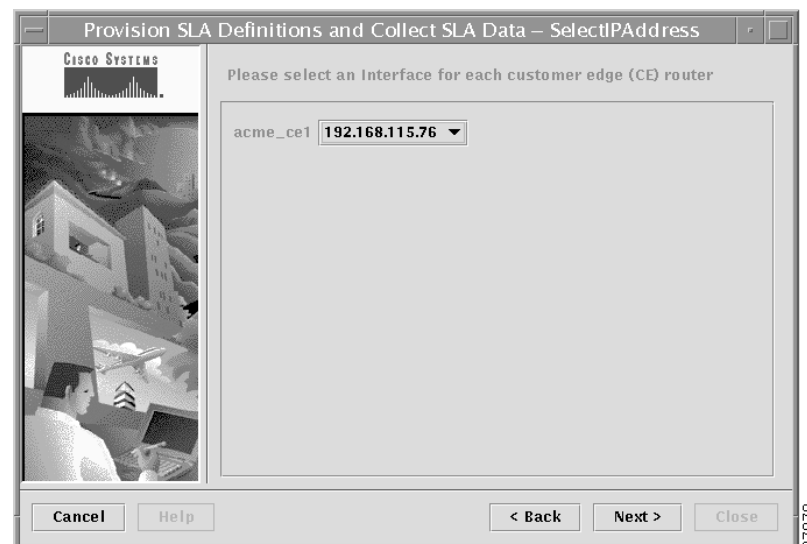 Provision SLA Definitions and Collect SLA Data – SelectIPAddress
CISCO SYSTEMS
Please select an Interface for each customer edge (CE) router
acme_ce1 192.168.115.76
Cancel Help < Back Next > Close